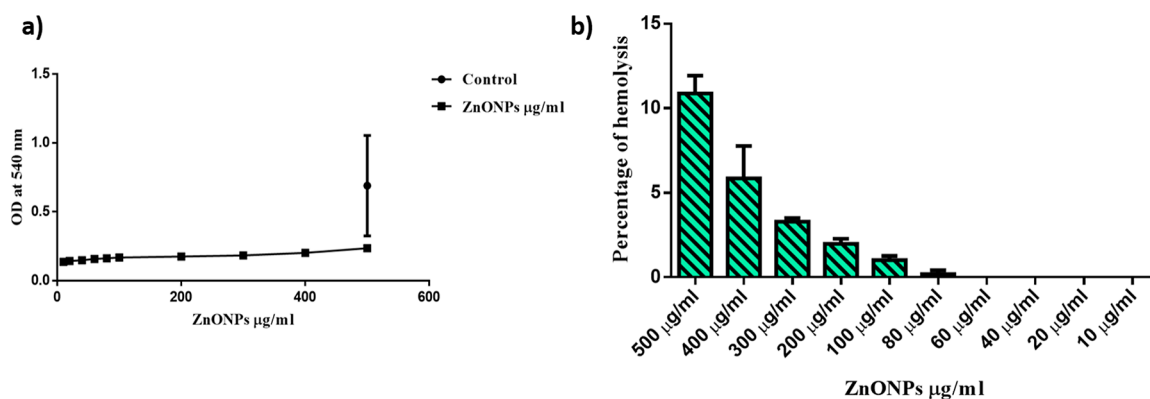 a)
OD at 540 nm
1.5
1.0
0.5
0.0
0
200
400
600
ZnONPs μg/ml
Control
ZnONPs μg/ml
b)
Percentage of hemolysis
15
10
5
0
500 μg/ml
400 μg/ml
300 μg/ml
200 μg/ml
100 μg/ml
80 μg/ml
60 μg/ml
40 μg/ml
20 μg/ml
10 μg/ml
ZnONPs μg/ml